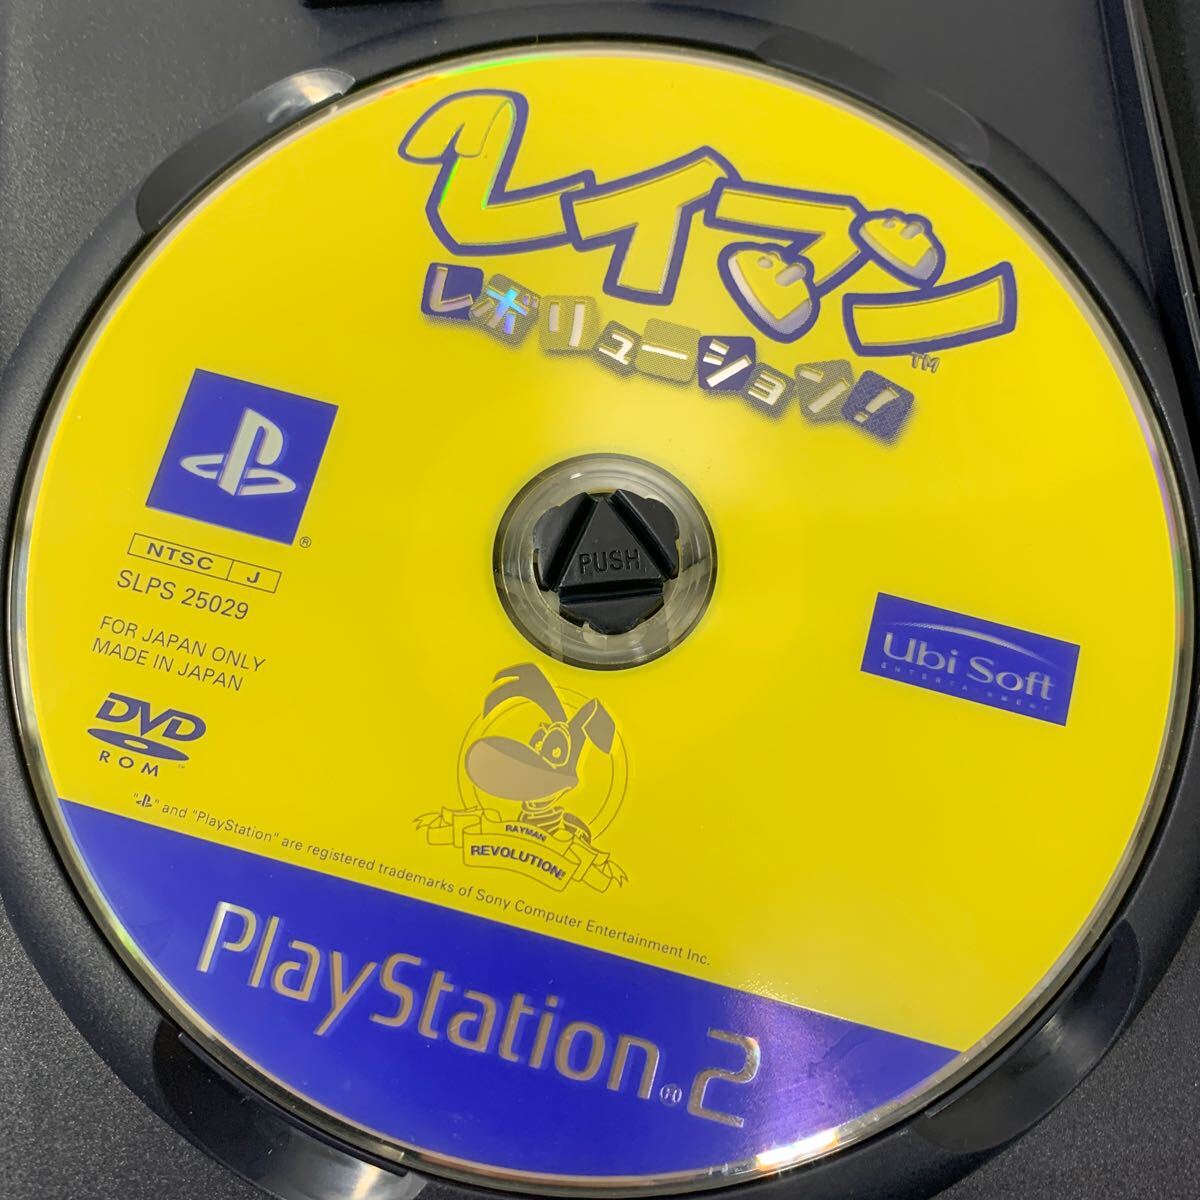 レイマン
TM
レボリューション!
®
NTSC J
SLPS 25029
FOR JAPAN ONLY
MADE IN JAPAN
DVD
ROM
TM
PUSH
Ubi Soft
ENTERTAINMENT
RAYMAN
REVOLUTION!
"PS" and "PlayStation" are registered trademarks of Sony Computer Entertainment Inc.
PlayStation®2